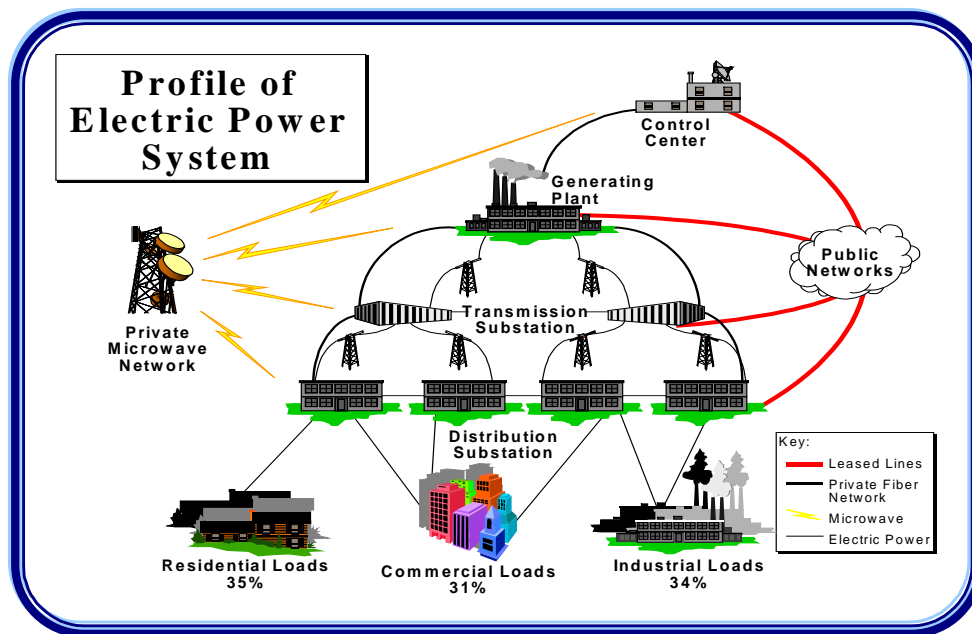 Profile of
Electric Power
System
Control
Center
Generating
Plant
Public
Networks
Private
Microwave
Network
Transmission
Substation
Distribution
Substation
Key:
Leased Lines
Private Fiber
Network
Microwave
Electric Power
Residential Loads
35%
Commercial Loads
31%
Industrial Loads
34%